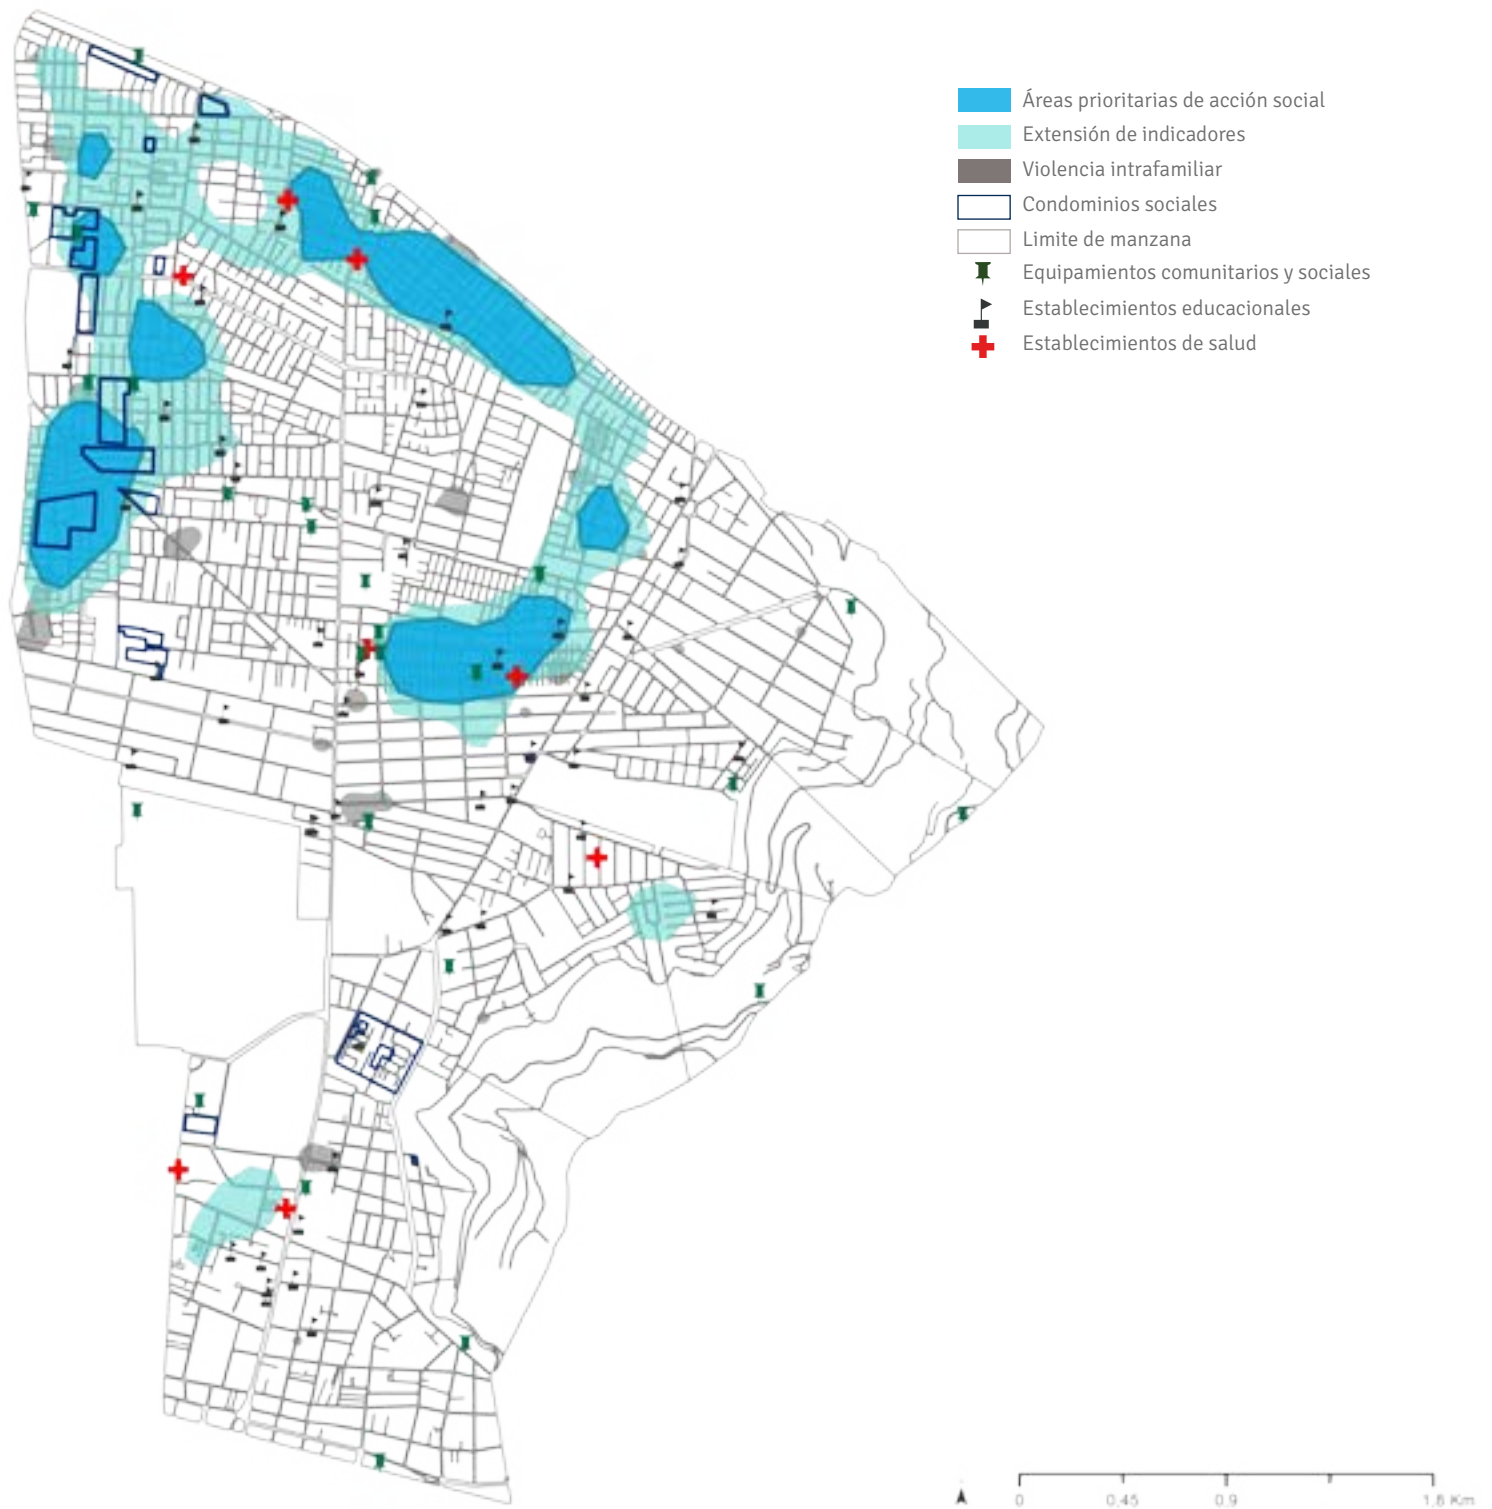 Áreas prioritarias de acción social
Extensión de indicadores
Violencia intrafamiliar
Condominios sociales
Limite de manzana
Equipamientos comunitarios y sociales
Establecimientos educacionales
Establecimientos de salud
0 0,45 0,9 1,8 Km